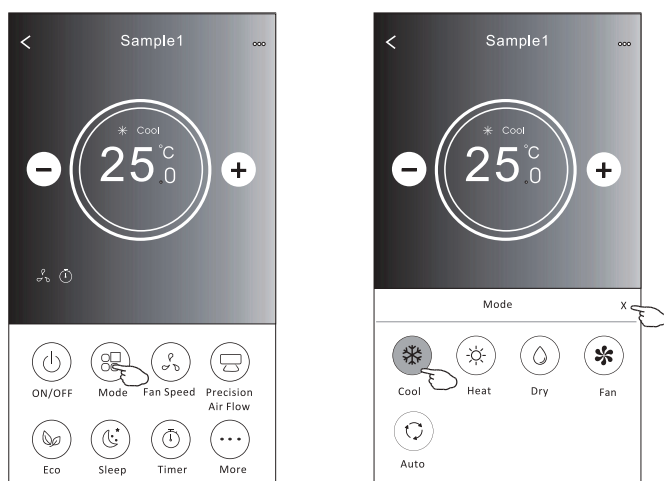 Sample1
Cool
25.0 °C
ON/OFF
Mode
Fan Speed
Precision
Air Flow
Eco
Sleep
Timer
More
Sample1
Cool
25.0 °C
Mode X
Cool
Heat
Dry
Fan
Auto